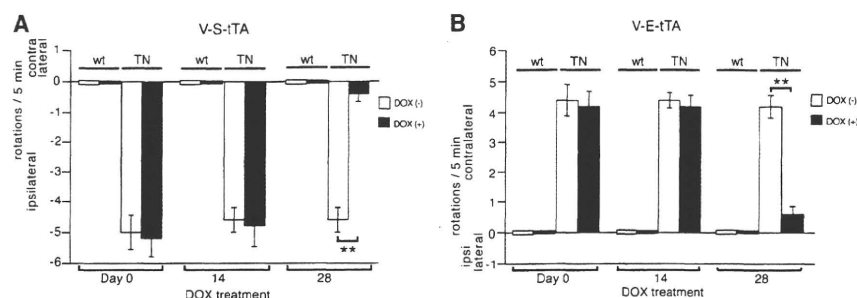 A
V-S-tTA
wt TN wt TN wt TN
contra lateral
rotations / 5 min
ipsilateral
0
-1
-2
-3
-4
-5
-6
DOX (-)
DOX (+)
**
Day 0 14 28
DOX treatment
B
V-E-tTA
wt TN wt TN wt TN
rotations / 5 min
contralateral
ipsi lateral
6
4
3
2
1
0
-1
**
DOX (-)
DOX (+)
Day 0 14 28
DOX treatment